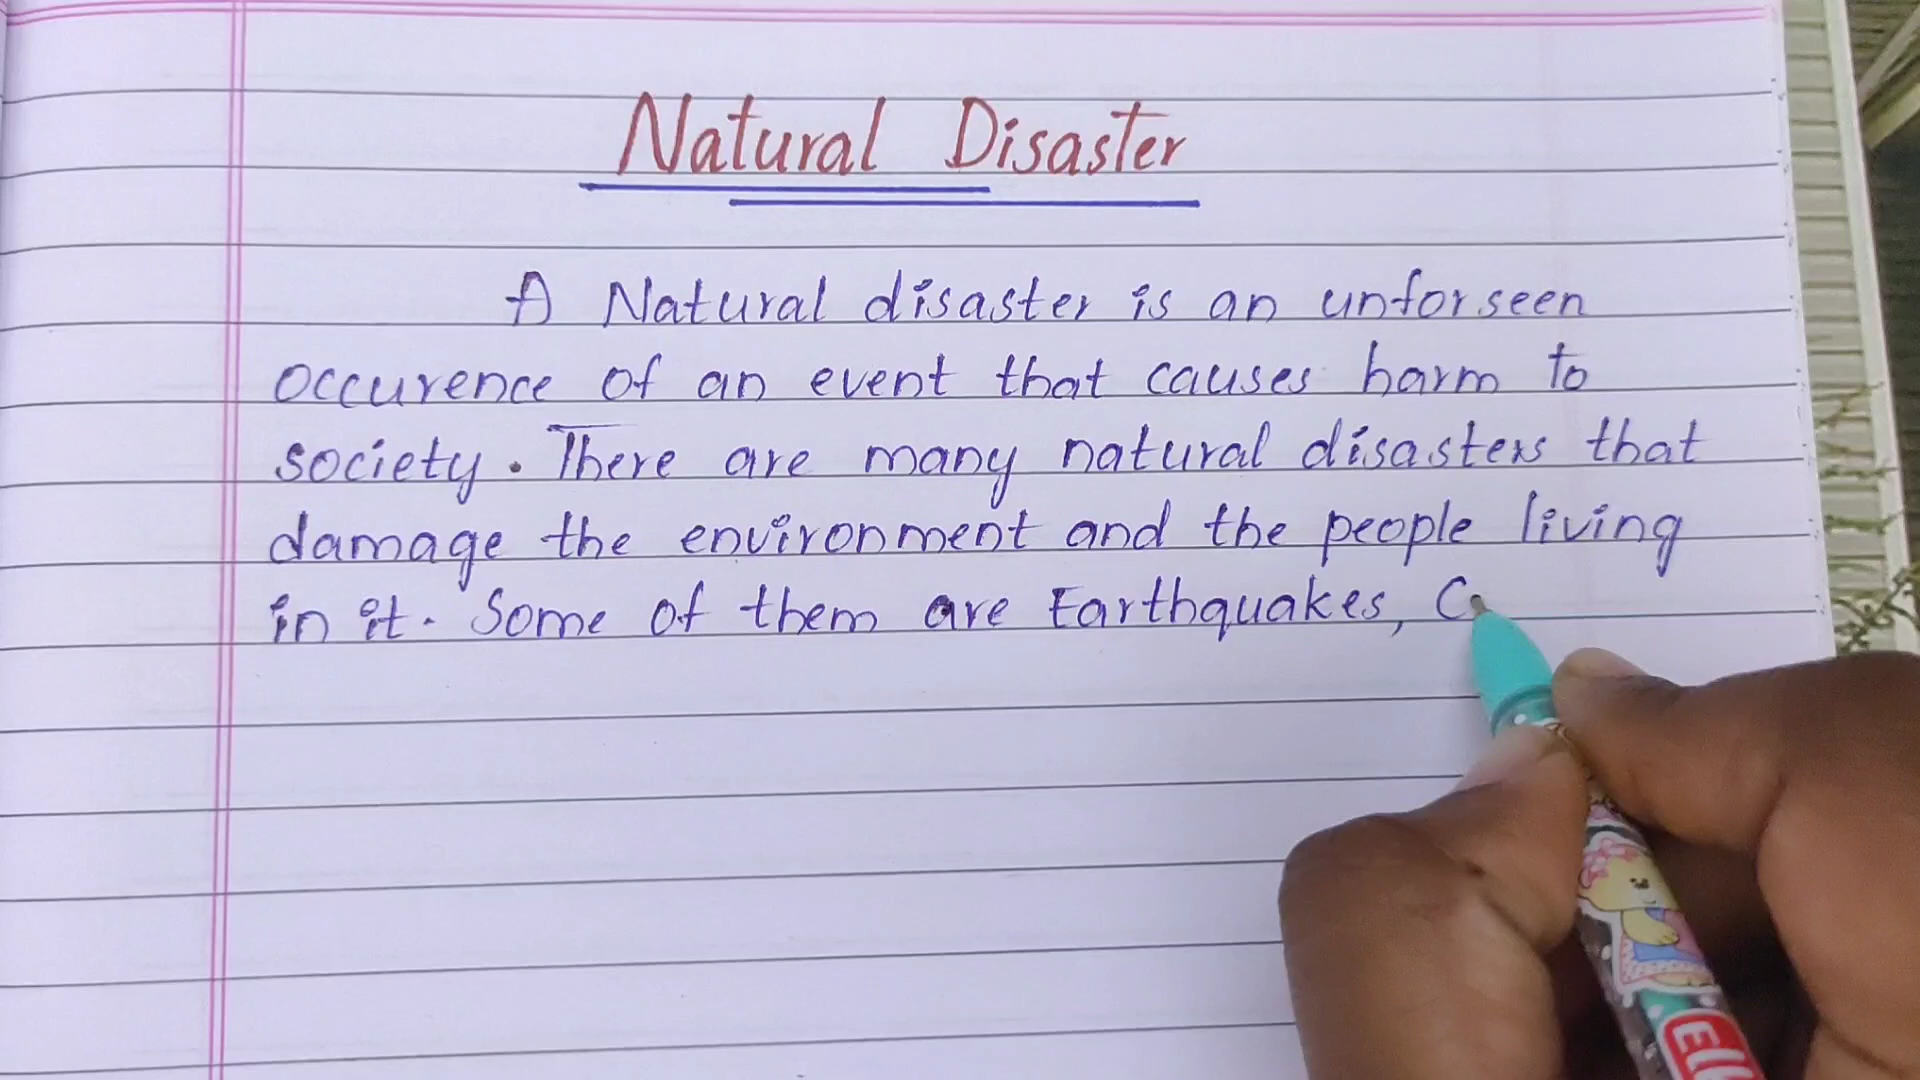 Natural Disaster
A Natural disaster is an unforseen
occurence of an event that causes harm to
society. There are many natural disasters that
damage the environment and the people living
in it. Some of them are Earthquakes, C